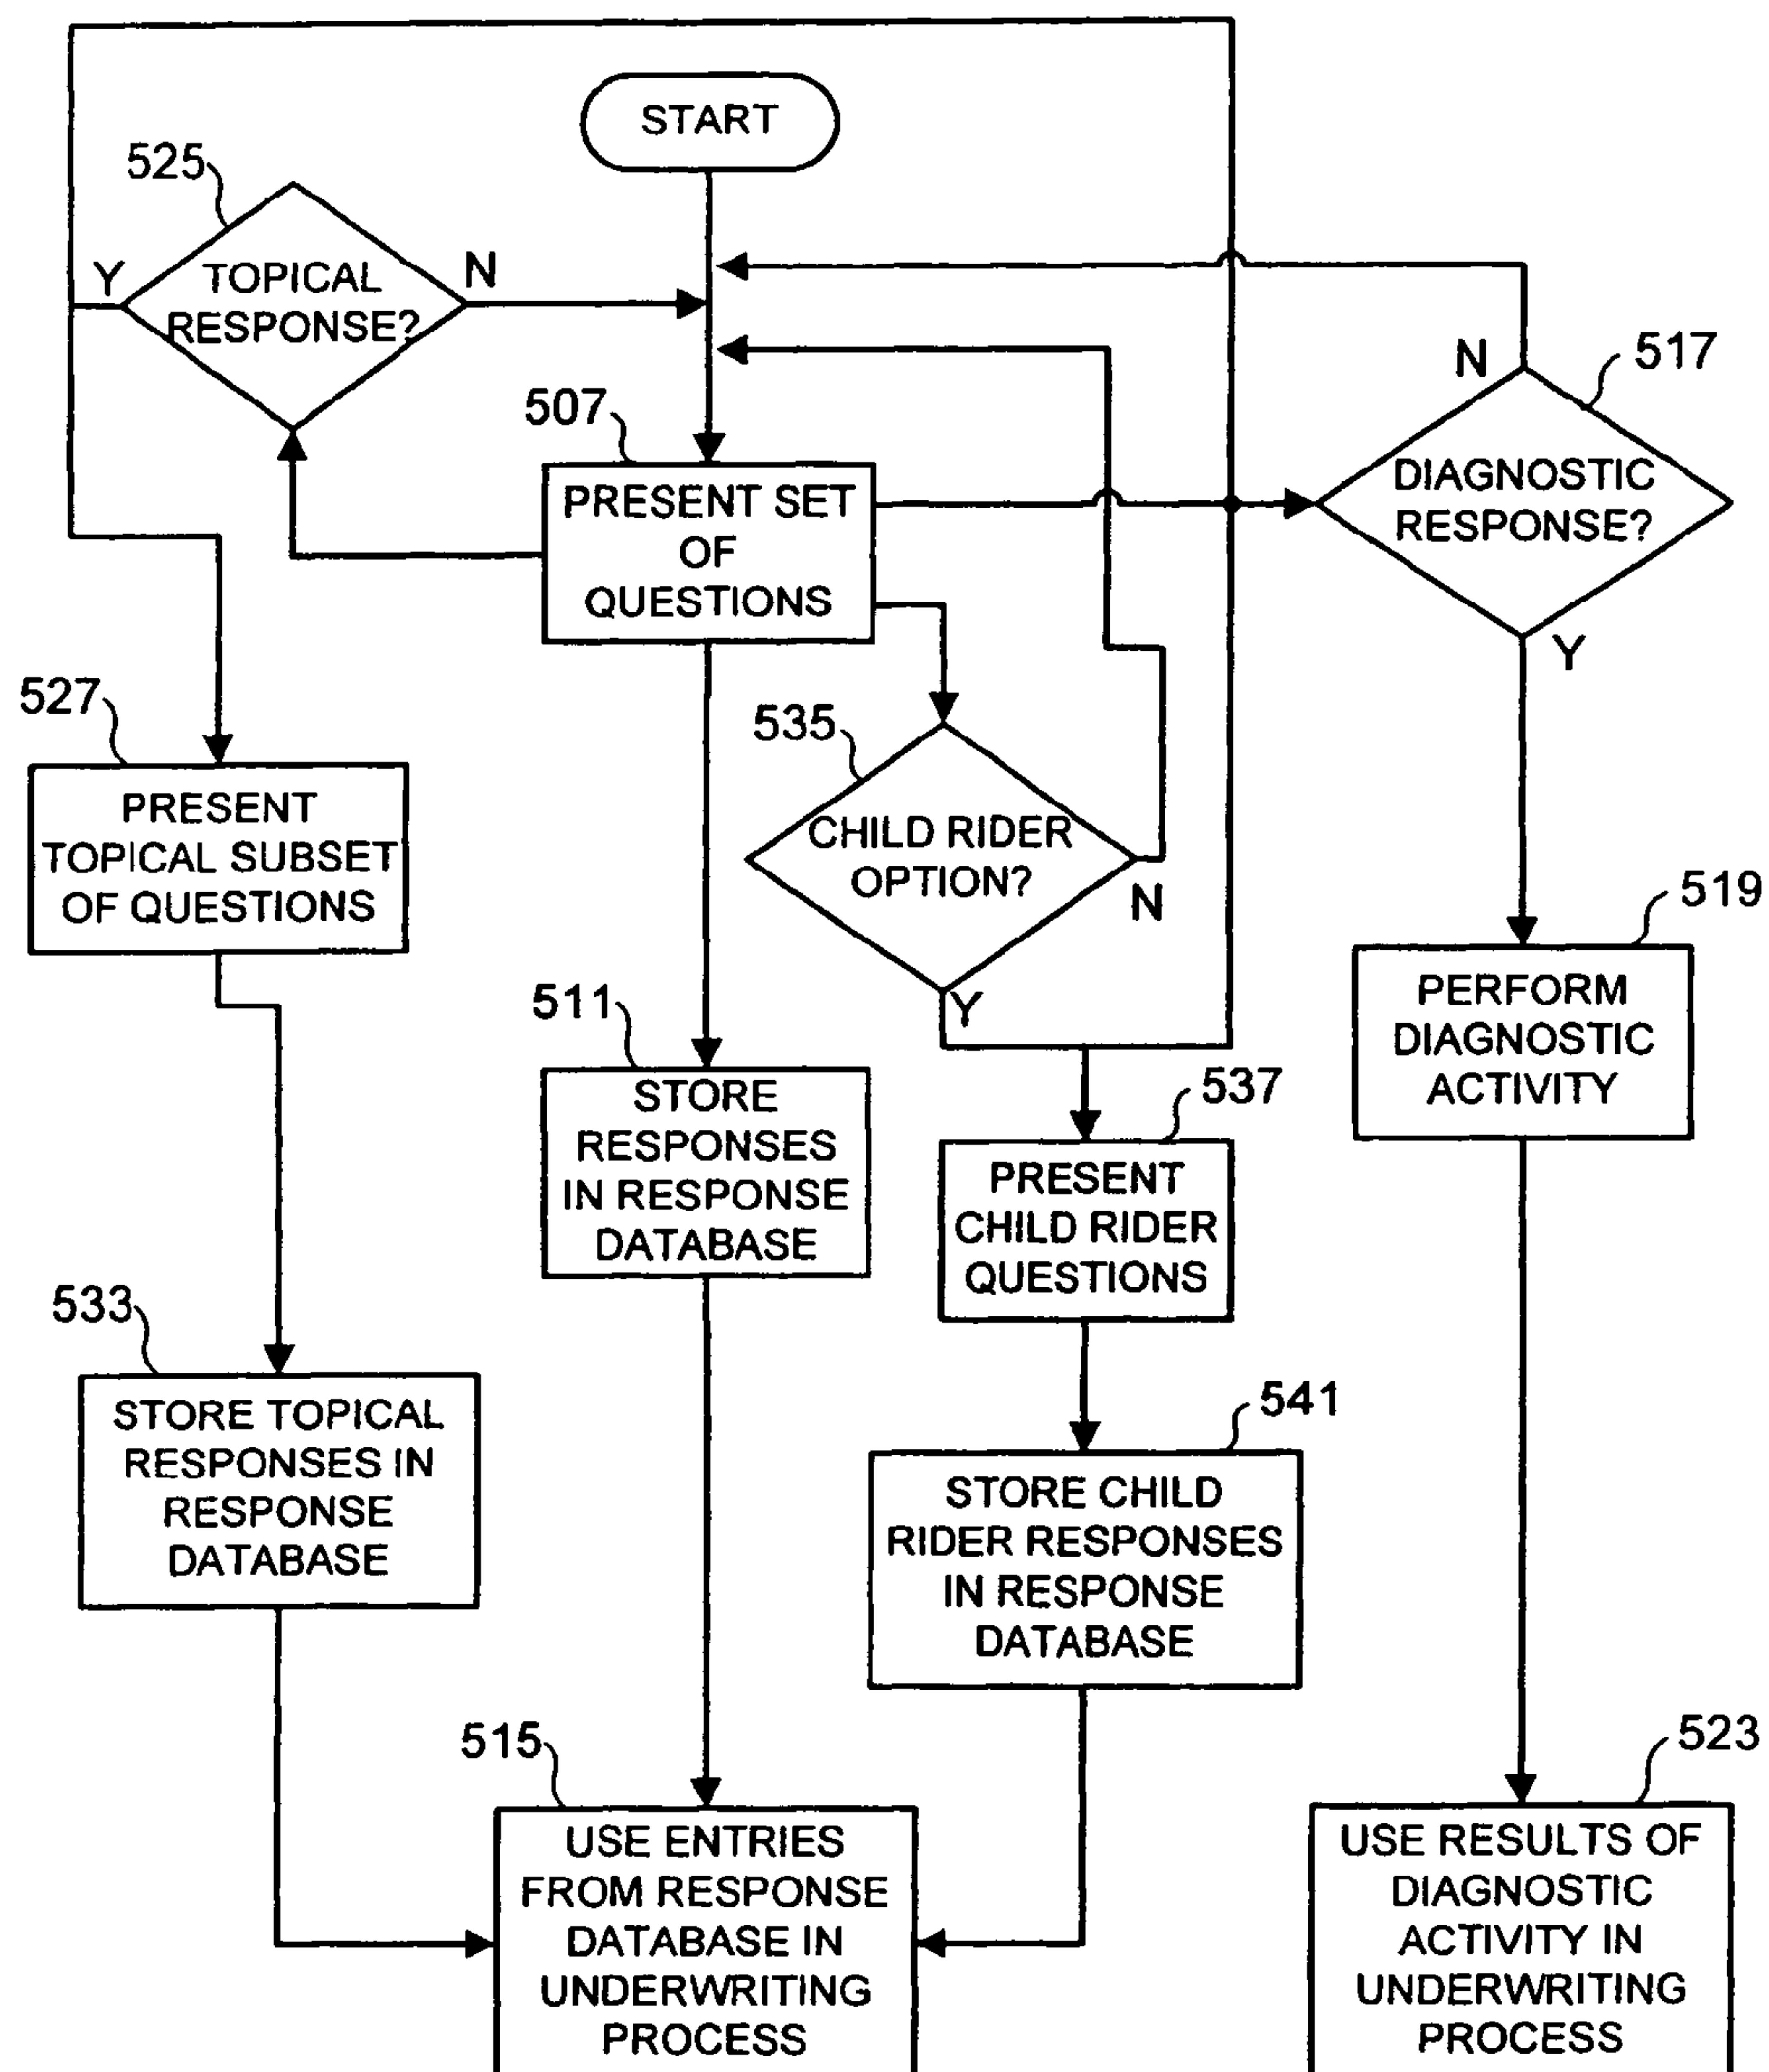 START
525
Y
TOPICAL
RESPONSE?
N
507
PRESENT SET
OF
QUESTIONS
N
517
DIAGNOSTIC
RESPONSE?
Y
527
PRESENT
TOPICAL SUBSET
OF QUESTIONS
535
CHILD RIDER
OPTION?
N
Y
519
PERFORM
DIAGNOSTIC
ACTIVITY
511
STORE
RESPONSES
IN RESPONSE
DATABASE
537
PRESENT
CHILD RIDER
QUESTIONS
533
STORE TOPICAL
RESPONSES IN
RESPONSE
DATABASE
541
STORE CHILD
RIDER RESPONSES
IN RESPONSE
DATABASE
515
USE ENTRIES
FROM RESPONSE
DATABASE IN
UNDERWRITING
PROCESS
523
USE RESULTS OF
DIAGNOSTIC
ACTIVITY IN
UNDERWRITING
PROCESS